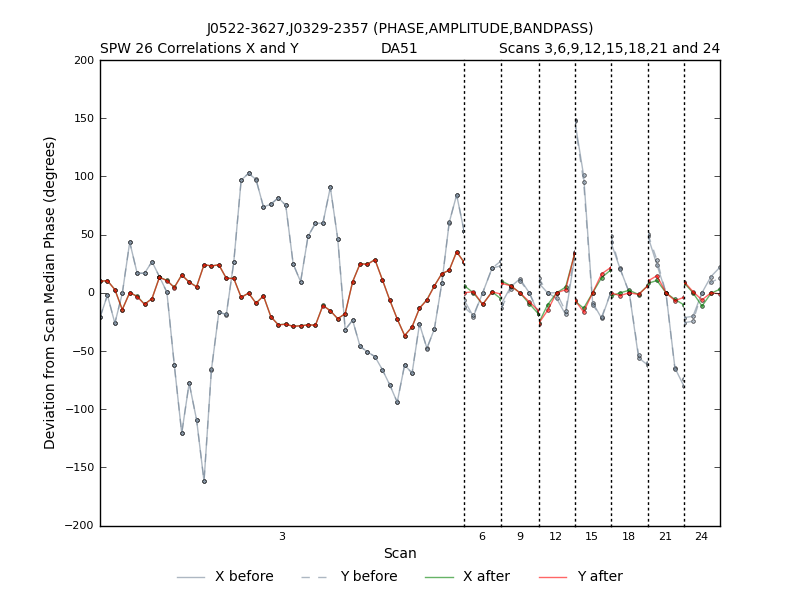 J0522-3627,J0329-2357 (PHASE,AMPLITUDE,BANDPASS)
SPW 26 Correlations X and Y DA51 Scans 3,6,9,12,15,18,21 and 24
200
150
100
50
0
−50
−100
−150
−200
Deviation from Scan Median Phase (degrees)
3 6 9 12 15 18 21 24
Scan
X before Y before X after Y after